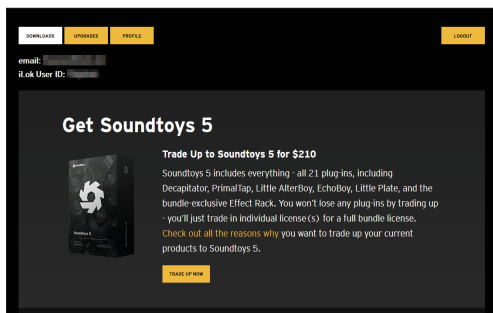 DOWNLOADS
UPGRADES
PROFILE
LOGOUT
email:
iLok User ID:
Get Soundtoys 5
Trade Up to Soundtoys 5 for $210
Soundtoys 5 includes everything - all 21 plug-ins, including
Decapitator, PrimalTap, Little AlterBoy, EchoBoy, Little Plate, and the
bundle-exclusive Effect Rack. You won't lose any plug-ins by trading up
- you'll just trade in individual license(s) for a full bundle license.
Check out all the reasons why you want to trade up your current
products to Soundtoys 5.
TRADE UP NOW
Soundtoys 5